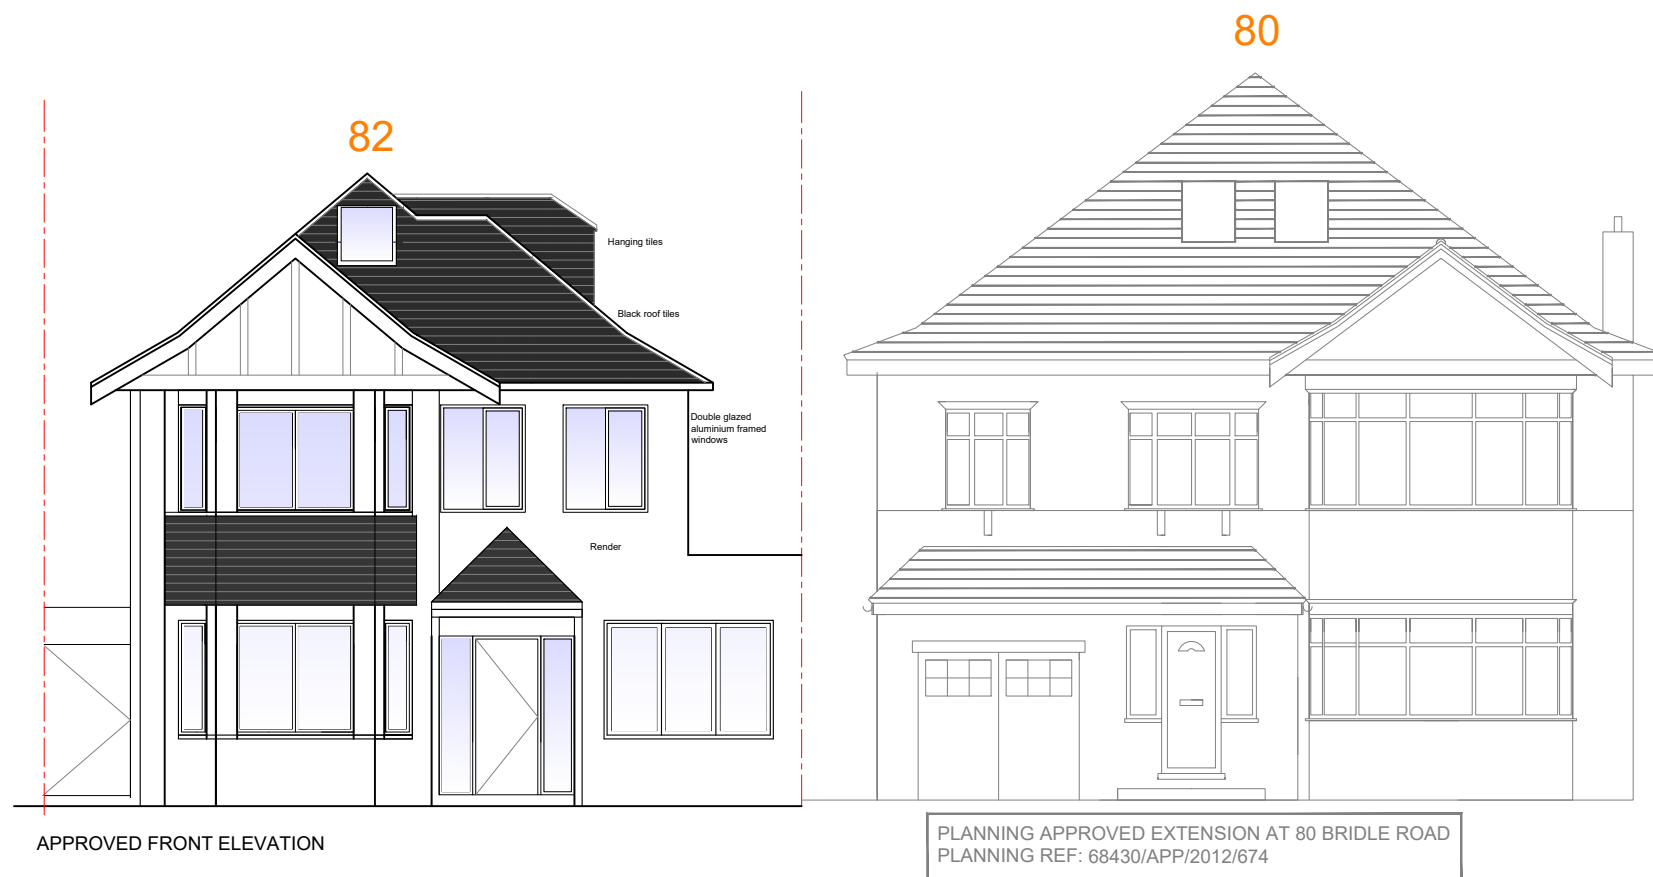 80
82
Hanging tiles
Black roof tiles
Double glazed
aluminium framed
windows
Render
APPROVED FRONT ELEVATION
PLANNING APPROVED EXTENSION AT 80 BRIDLE ROAD
PLANNING REF: 68430/APP/2012/674